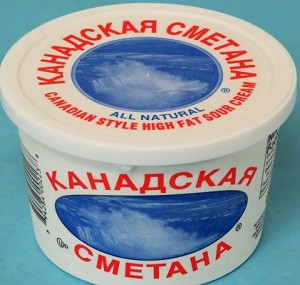 КАНАДСКАЯ СМЕТАНА
CANADIAN STYLE HIGH FAT SOUR CREAM
ALL NATURAL ®
КАНАДСКАЯ
СМЕТАНА ®